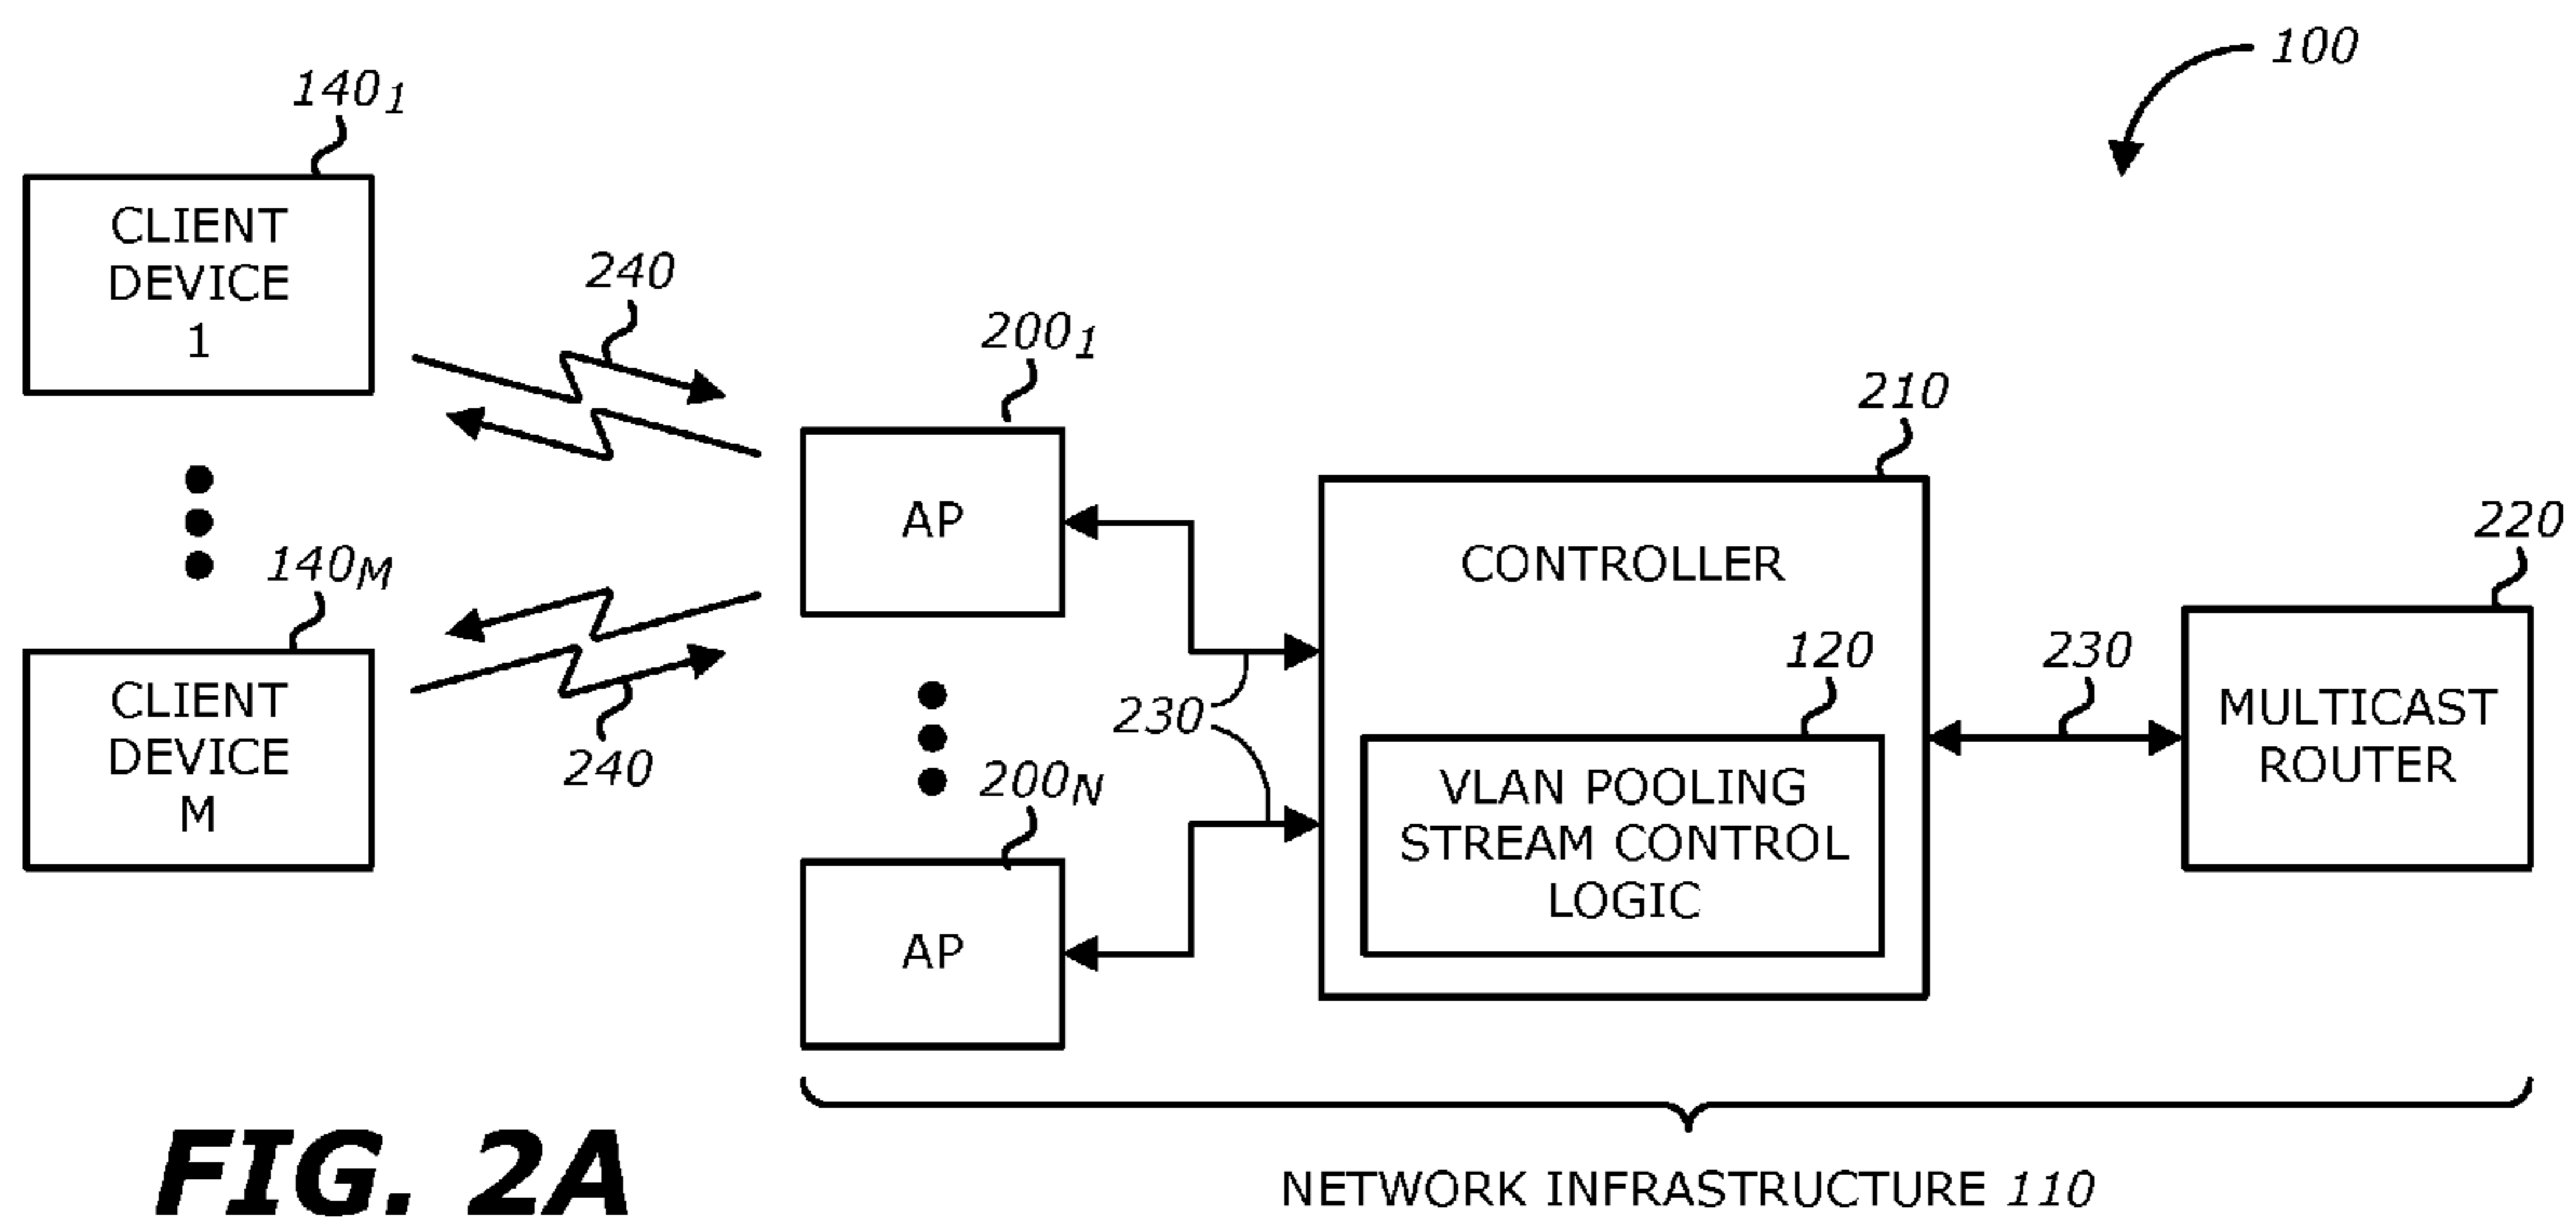 100
140₁
CLIENT
DEVICE
1
240
200₁
AP
210
CONTROLLER
220
MULTICAST
ROUTER
230
120
VLAN POOLING
STREAM CONTROL
LOGIC
230
140M
CLIENT
DEVICE
M
240
200N
AP
NETWORK INFRASTRUCTURE 110
FIG. 2A